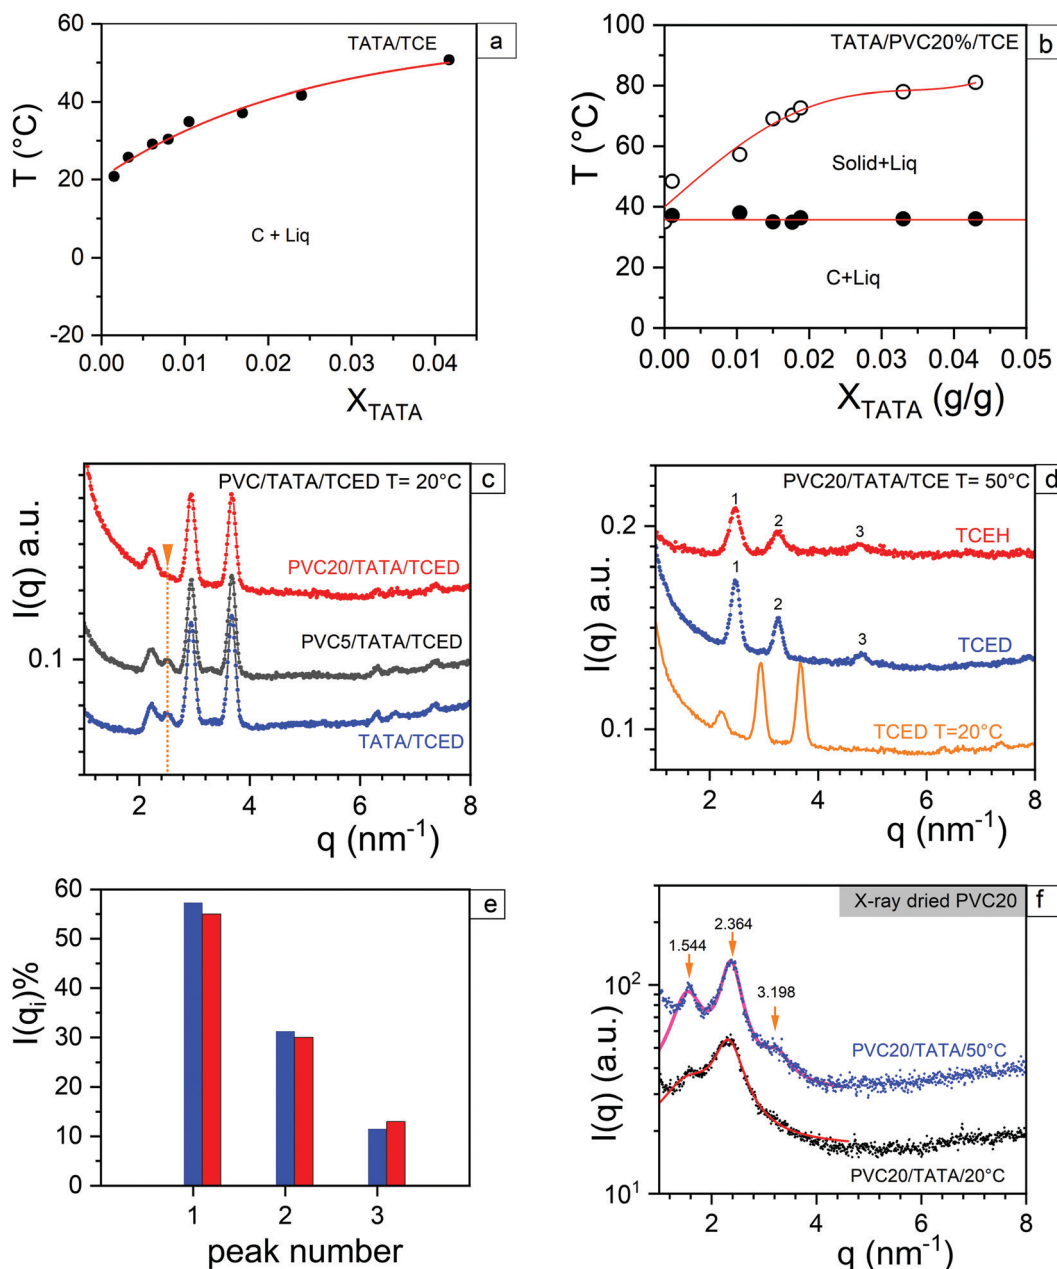 a
TATA/TCE
T (°C)
60
40
20
0
-20
C + Liq
0.00
0.01
0.02
0.03
0.04
X_TATA
b
TATA/PVC20%/TCE
T (°C)
100
80
60
40
20
0
Solid+Liq
C+Liq
0.00
0.01
0.02
0.03
0.04
0.05
X_TATA (g/g)
c
PVC/TATA/TCED T= 20°C
I(q) a.u.
0.1
PVC20/TATA/TCED
PVC5/TATA/TCED
TATA/TCED
2
4
6
8
q (nm⁻¹)
d
PVC20/TATA/TCE T= 50°C
I(q) a.u.
0.2
0.1
1
2
3
TCEH
1
2
3
TCED
TCED T=20°C
2
4
6
8
q (nm⁻¹)
e
I(qᵢ)%
60
50
40
30
20
10
0
1
2
3
peak number
f
X-ray dried PVC20
I(q) (a.u.)
10²
10¹
1.544
2.364
3.198
PVC20/TATA/50°C
PVC20/TATA/20°C
2
4
6
8
q (nm⁻¹)